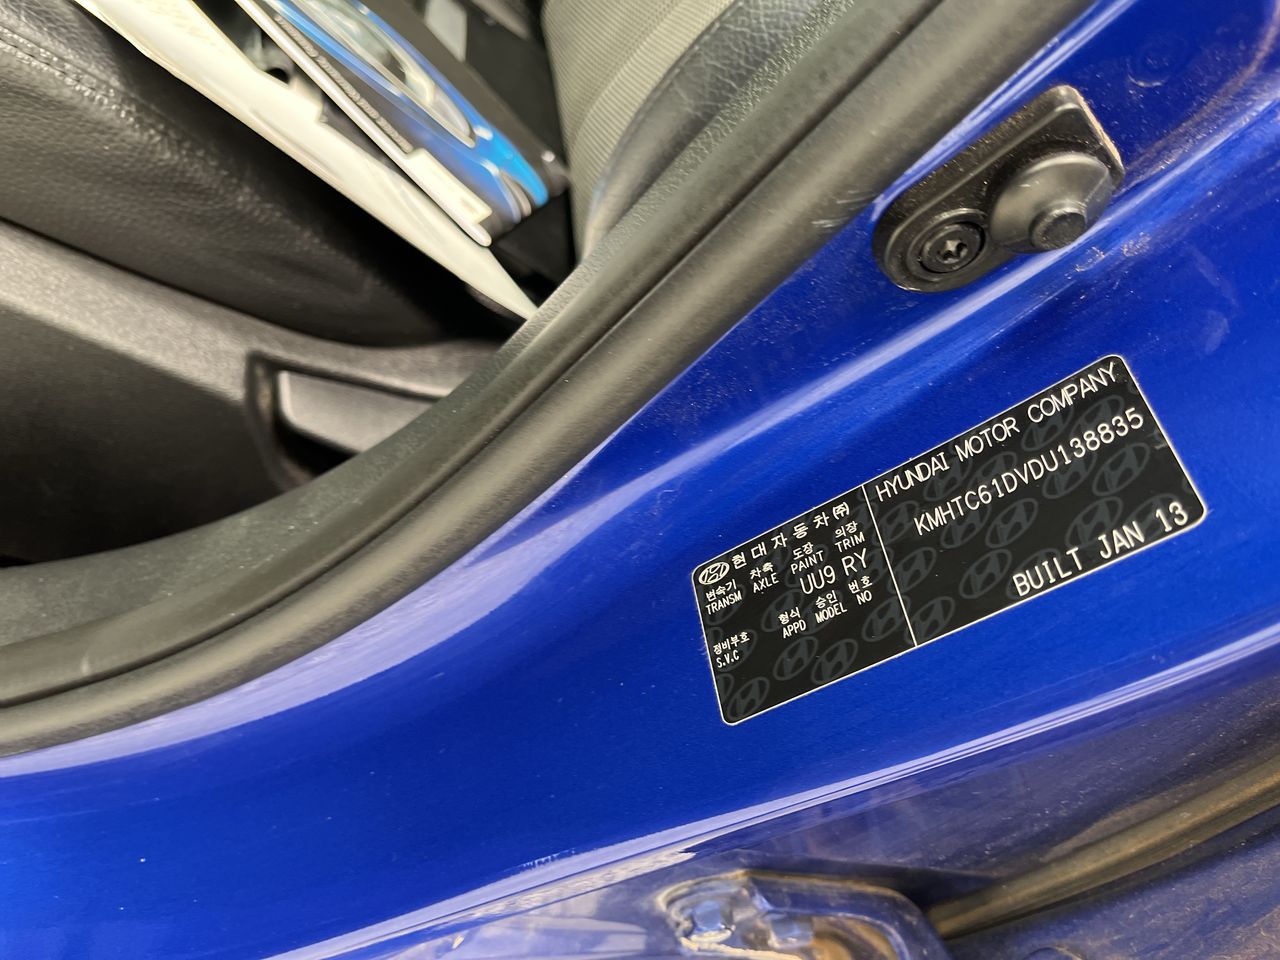 현대자동차㈜
변속기 차축 도장 의장
TRANSM AXLE PAINT TRIM
UU9 RY
형식 승인 번호
APPD MODEL NO
정비부호
S.V.C
HYUNDAI MOTOR COMPANY
KMHTC61DVDU138835
BUILT JAN 13